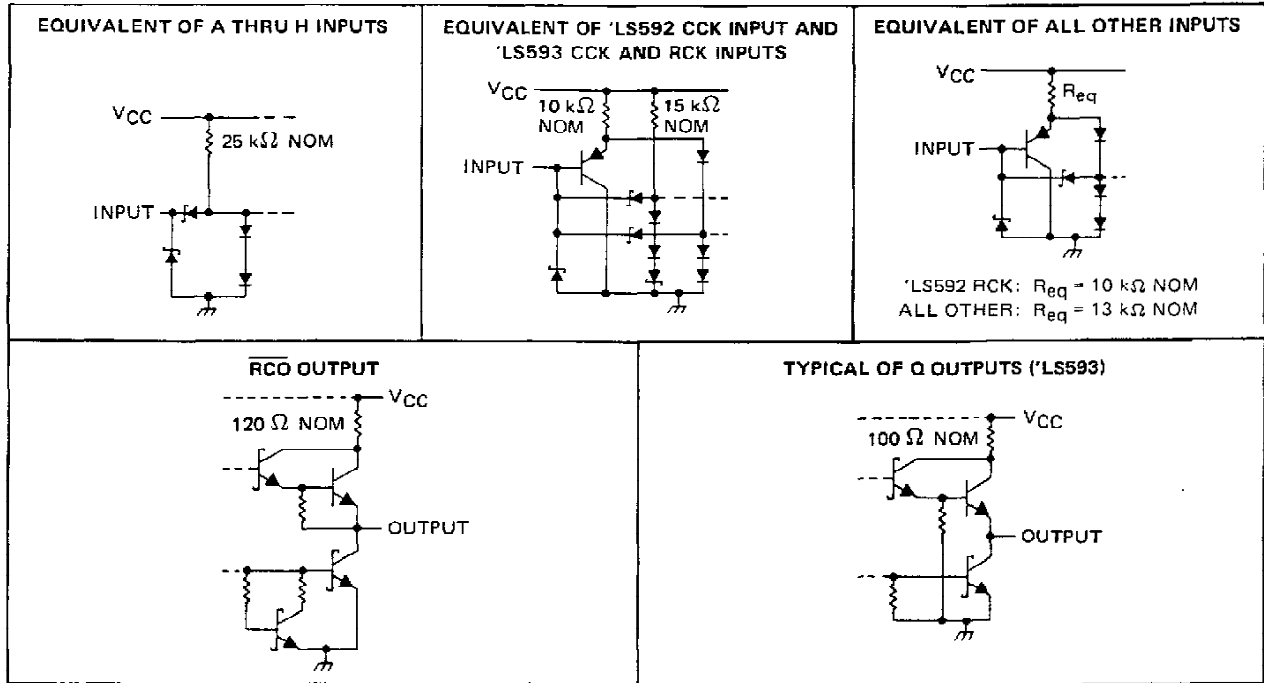 EQUIVALENT OF A THRU H INPUTS
VCC
25 kΩ NOM
INPUT
EQUIVALENT OF 'LS592 CCK INPUT AND
'LS593 CCK AND RCK INPUTS
VCC
10 kΩ
NOM
15 kΩ
NOM
INPUT
EQUIVALENT OF ALL OTHER INPUTS
VCC
Req
INPUT
'LS592 RCK: Req = 10 kΩ NOM
ALL OTHER: Req = 13 kΩ NOM
R̅C̅O̅ OUTPUT
VCC
120 Ω NOM
OUTPUT
TYPICAL OF Q OUTPUTS ('LS593)
VCC
100 Ω NOM
OUTPUT